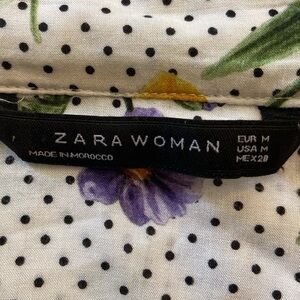 ZARA WOMAN
MADE IN MOROCCO
EUR M
USA M
MEX 28